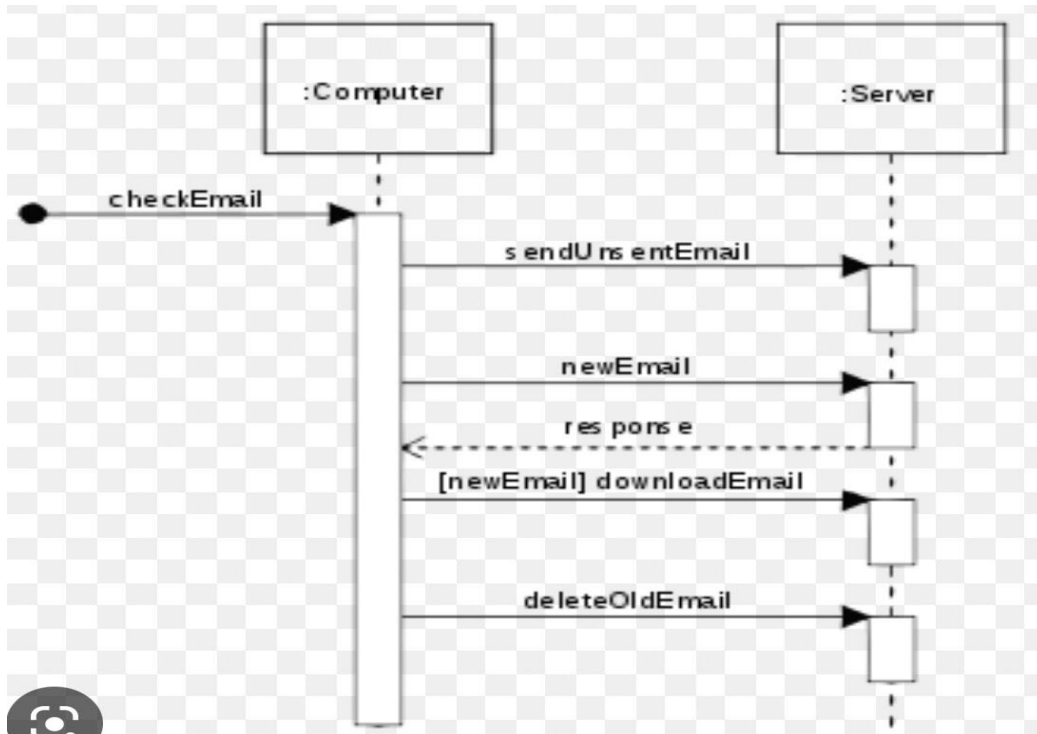 :Computer
:Server
checkEmail
sendUnsentEmail
newEmail
response
[newEmail] downloadEmail
deleteOldEmail